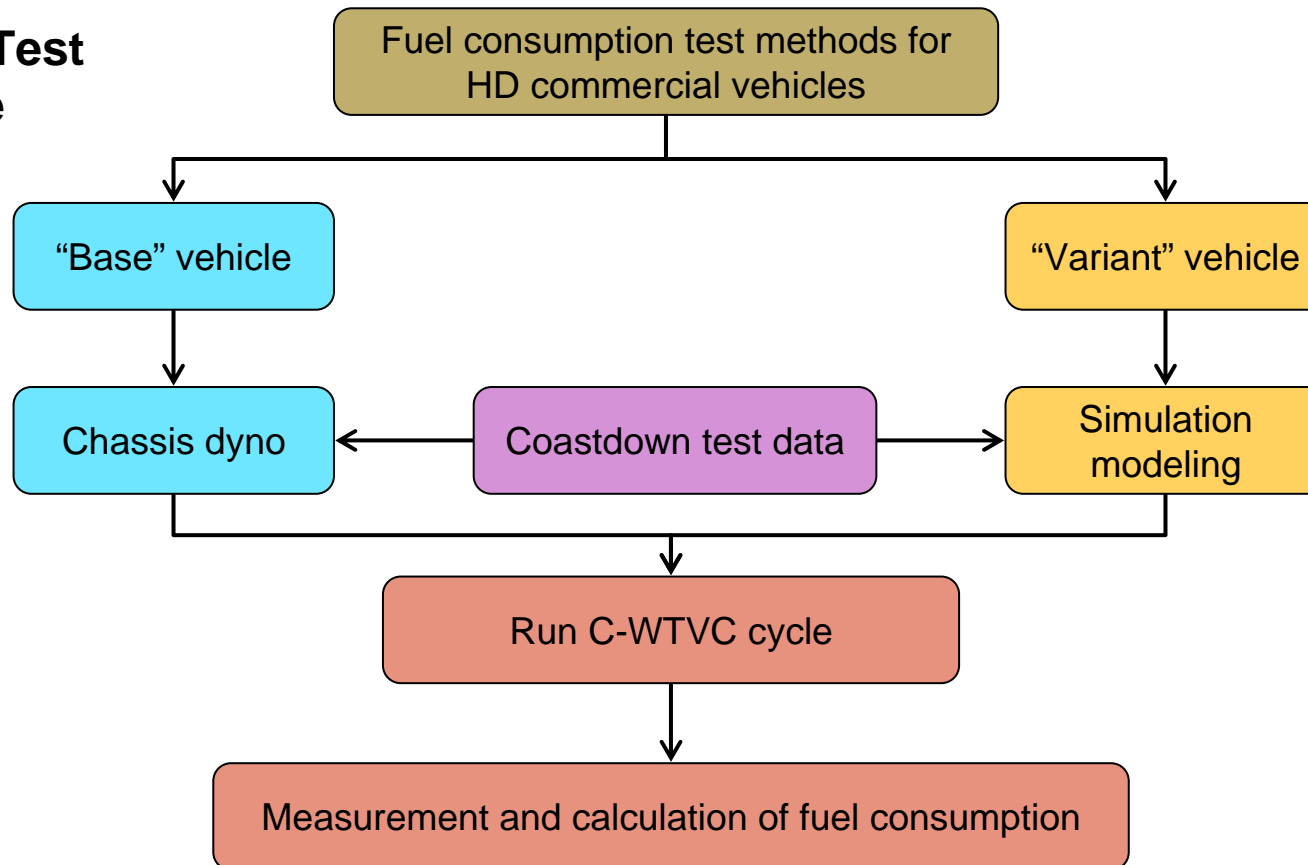 Test
Fuel consumption test methods for
HD commercial vehicles
“Base” vehicle
“Variant” vehicle
Chassis dyno
Coastdown test data
Simulation
modeling
Run C-WTVC cycle
Measurement and calculation of fuel consumption